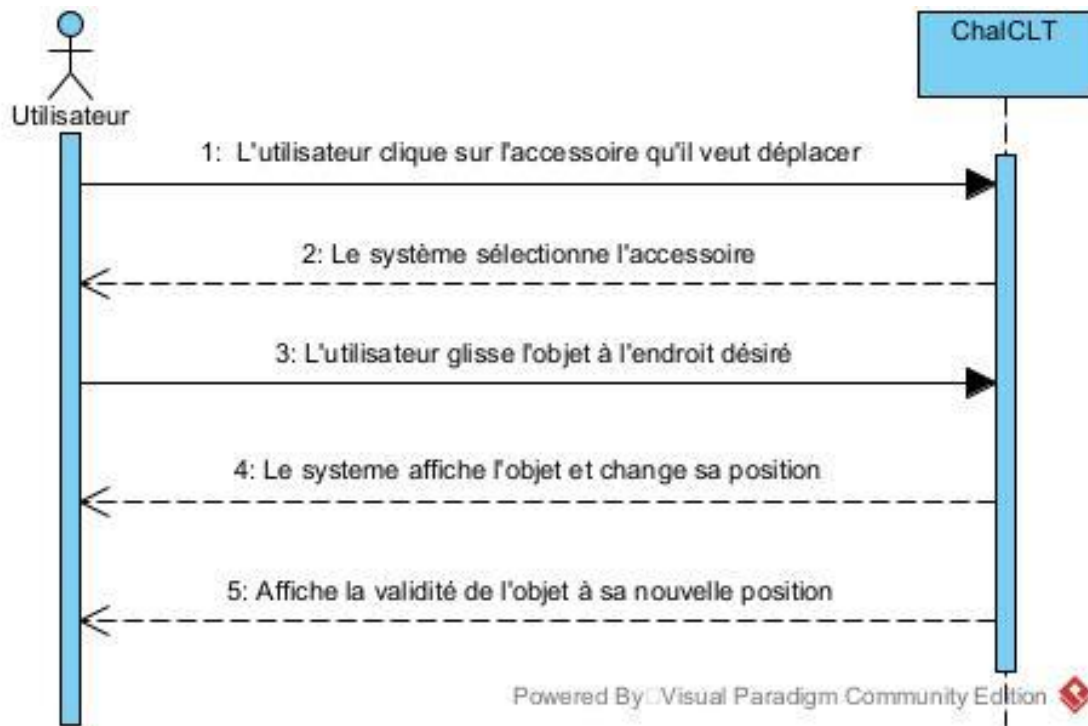 ChalCLT
Utilisateur
1: L'utilisateur clique sur l'accessoire qu'il veut déplacer
2: Le système sélectionne l'accessoire
3: L'utilisateur glisse l'objet à l'endroit désiré
4: Le systeme affiche l'objet et change sa position
5: Affiche la validité de l'objet à sa nouvelle position
Powered By Visual Paradigm Community Edition